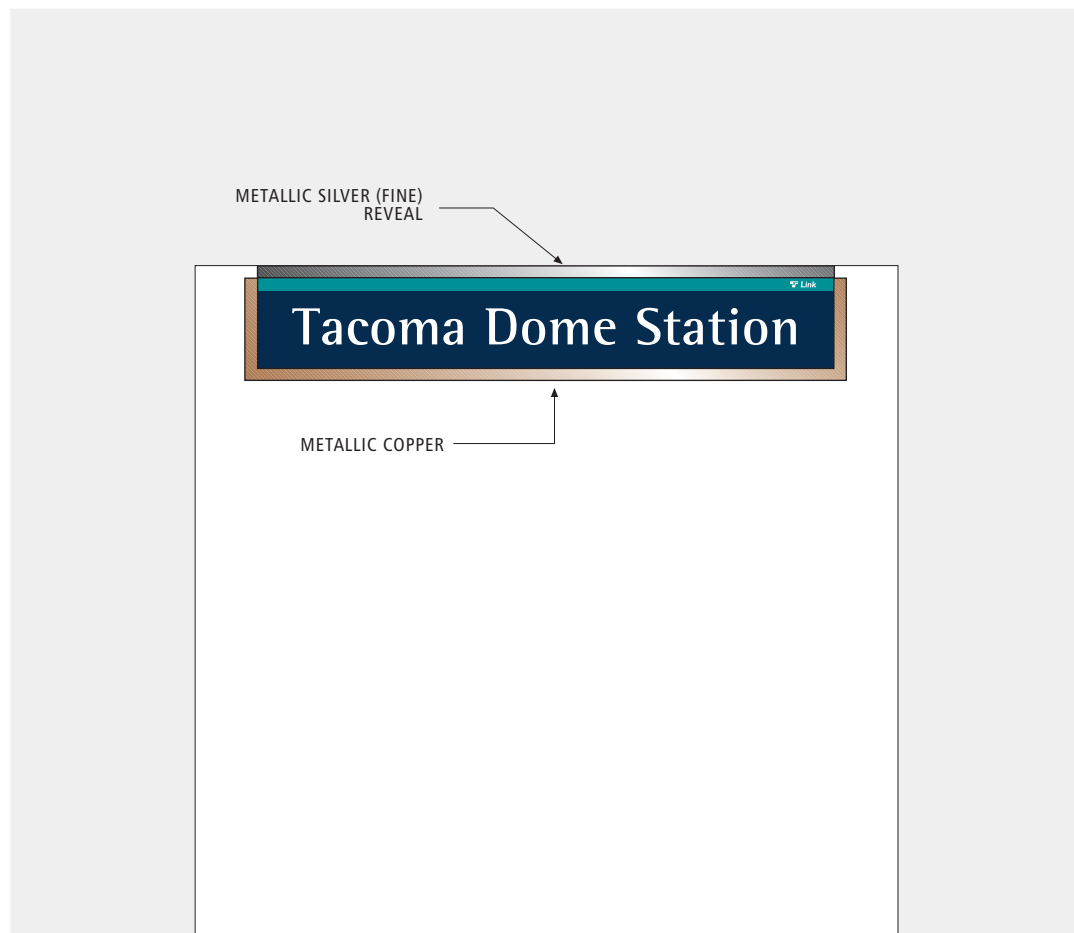 METALLIC SILVER (FINE)
REVEAL
Link
Tacoma Dome Station
METALLIC COPPER